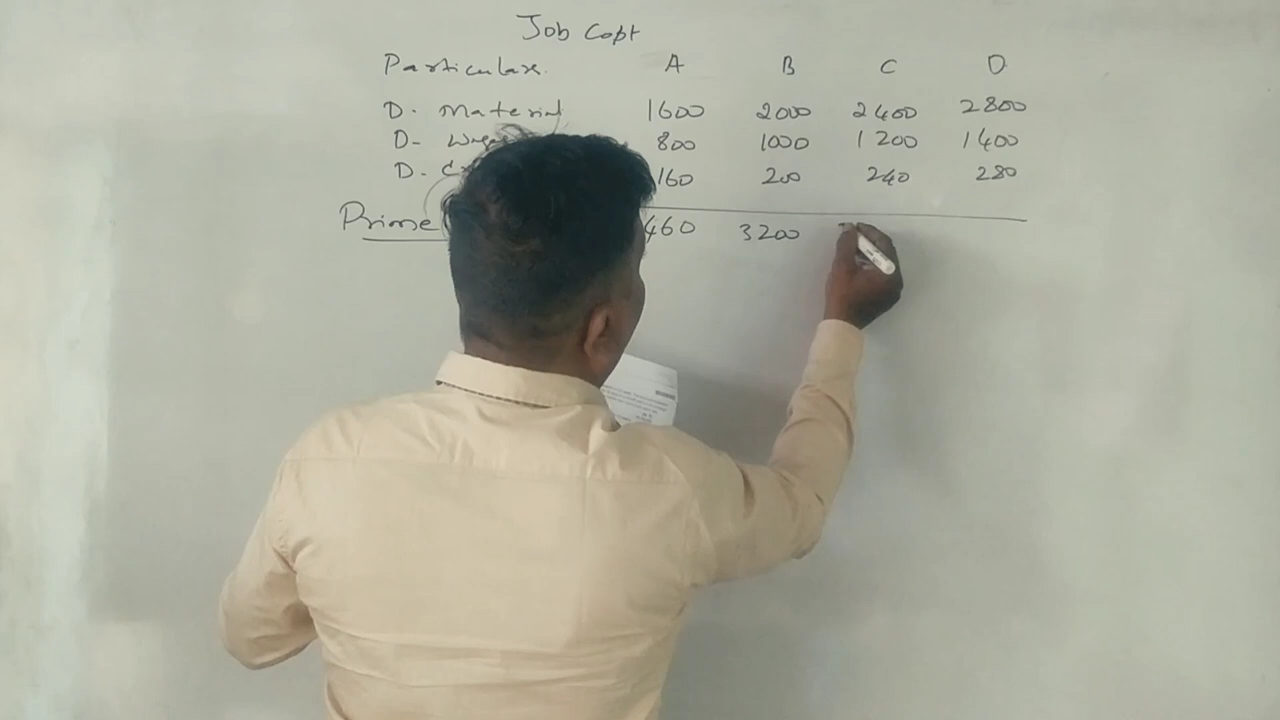 Job Copt
Particulars. A B C D
D. Material 1600 2000 2400 2800
D- Wages 800 1000 1200 1400
D. 160 200 240 280
Prime 460 3200